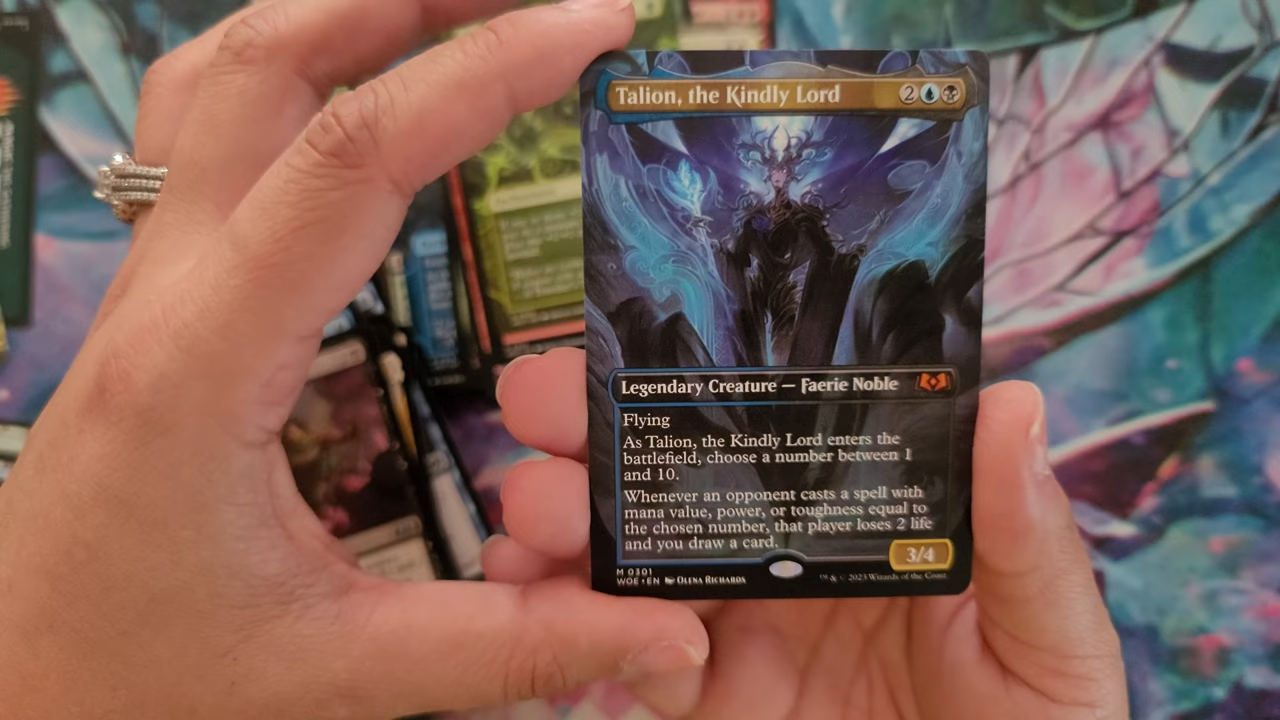 Talion, the Kindly Lord 2
Legendary Creature — Faerie Noble
Flying
As Talion, the Kindly Lord enters the
battlefield, choose a number between 1
and 10.
Whenever an opponent casts a spell with
mana value, power, or toughness equal to
the chosen number, that player loses 2 life
and you draw a card.
3/4
M 0301
WOE • EN Olena Richards
™ & © 2023 Wizards of the Coast